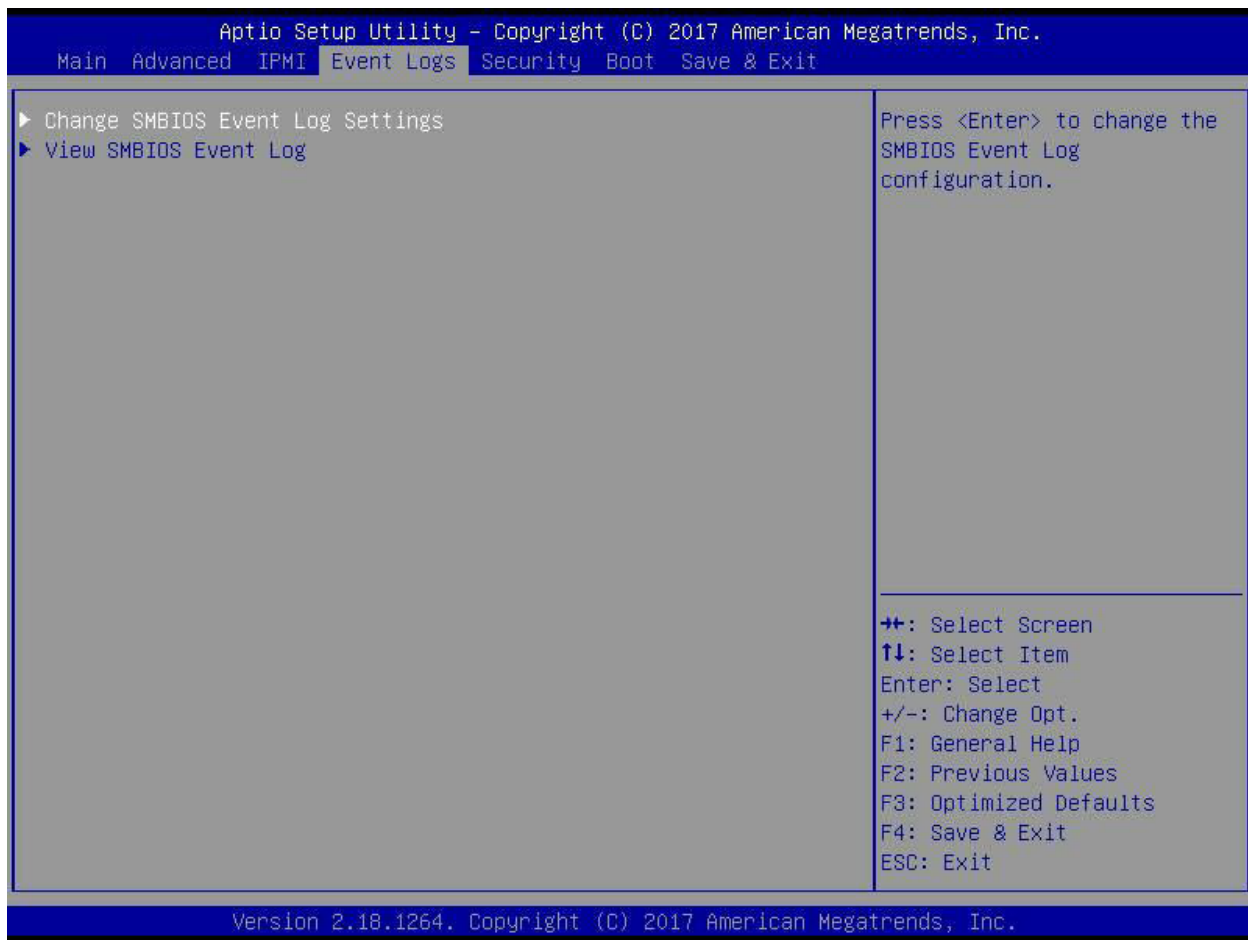 Aptio Setup Utility – Copyright (C) 2017 American Megatrends, Inc.
Main Advanced IPMI Event Logs Security Boot Save & Exit
▶ Change SMBIOS Event Log Settings
▶ View SMBIOS Event Log
Press <Enter> to change the
SMBIOS Event Log
configuration.
→←: Select Screen
↑↓: Select Item
Enter: Select
+/-: Change Opt.
F1: General Help
F2: Previous Values
F3: Optimized Defaults
F4: Save & Exit
ESC: Exit
Version 2.18.1264. Copyright (C) 2017 American Megatrends, Inc.